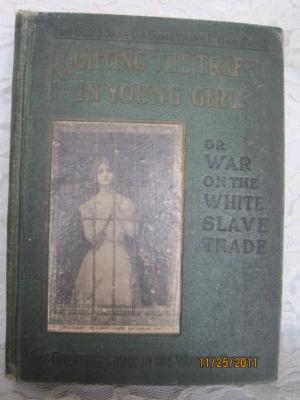 "FOR GOD'S SAKE DO SOMETHING!"
FIGHTING THE TRAFFIC
IN YOUNG GIRLS
OR
WAR
ON THE
WHITE
SLAVE
TRADE
THE GREATEST CRIME IN THE WORLD'S
11/25/2011